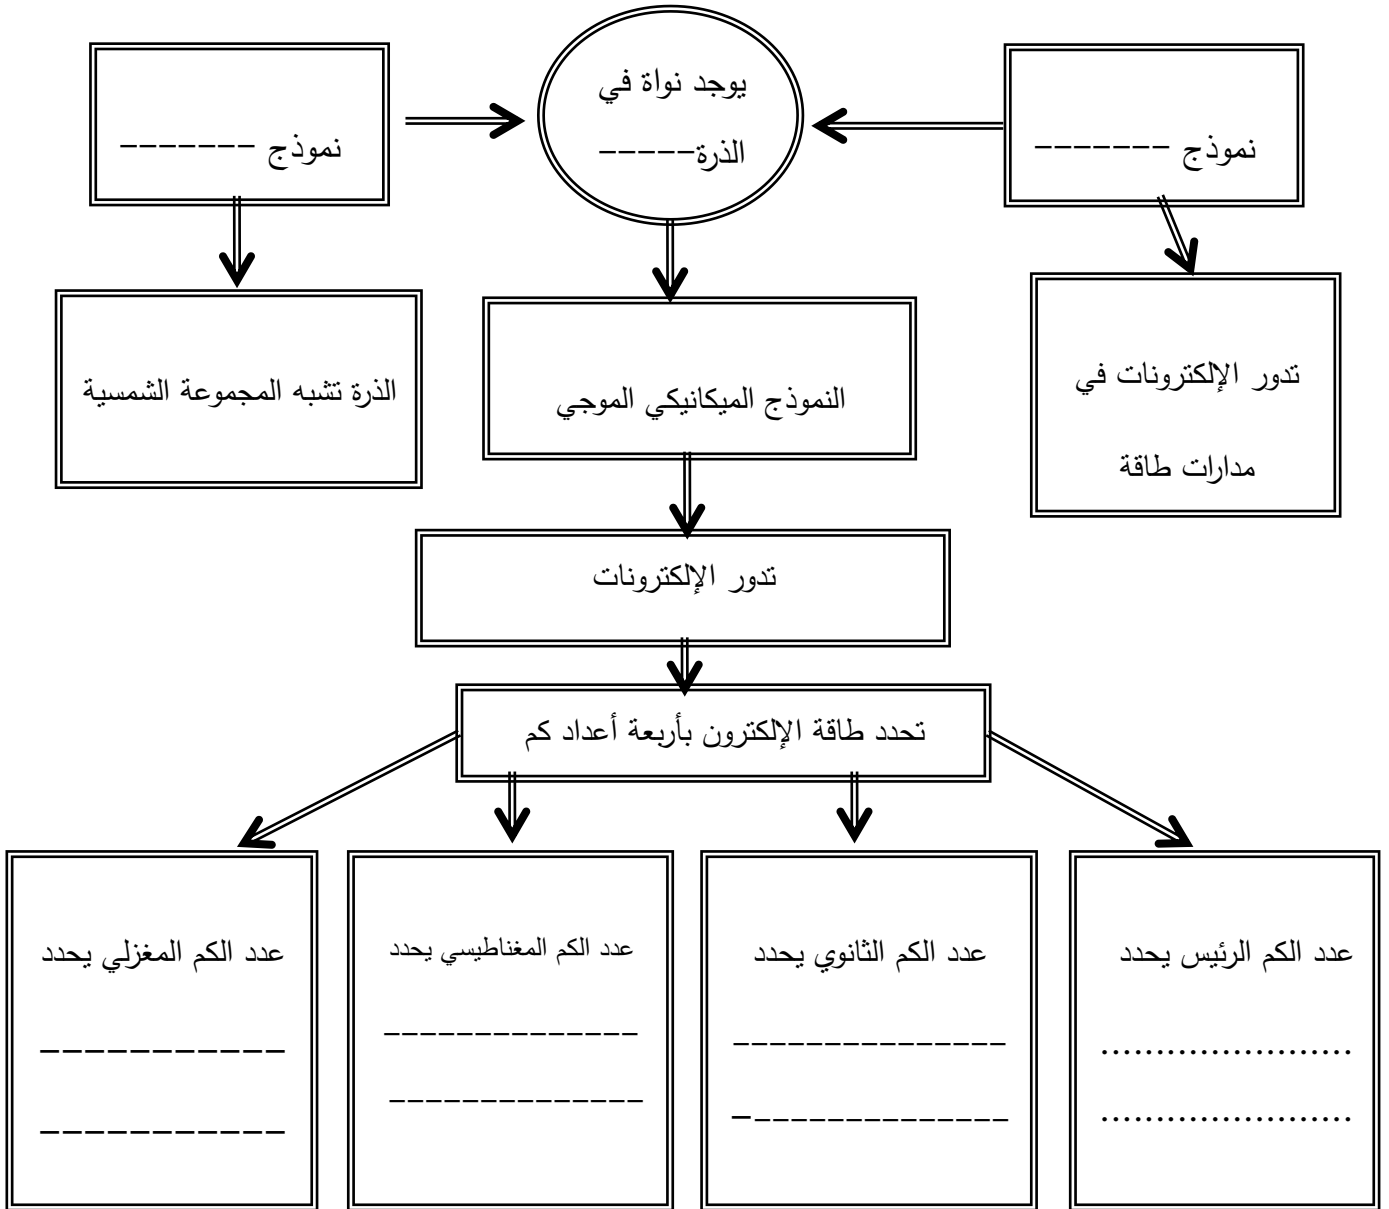 يوجد نواة في
الذرة-----
نموذج -------
نموذج -------
تدور الإلكترونات في
مدارات طاقة
النموذج الميكانيكي الموجي
الذرة تشبه المجموعة الشمسية
تدور الإلكترونات
تحدد طاقة الإلكترون بأربعة أعداد كم
عدد الكم الرئيس يحدد
.......................
.......................
عدد الكم الثانوي يحدد
---------------
---------------
عدد الكم المغناطيسي يحدد
--------------
--------------
عدد الكم المغزلي يحدد
-----------
-----------